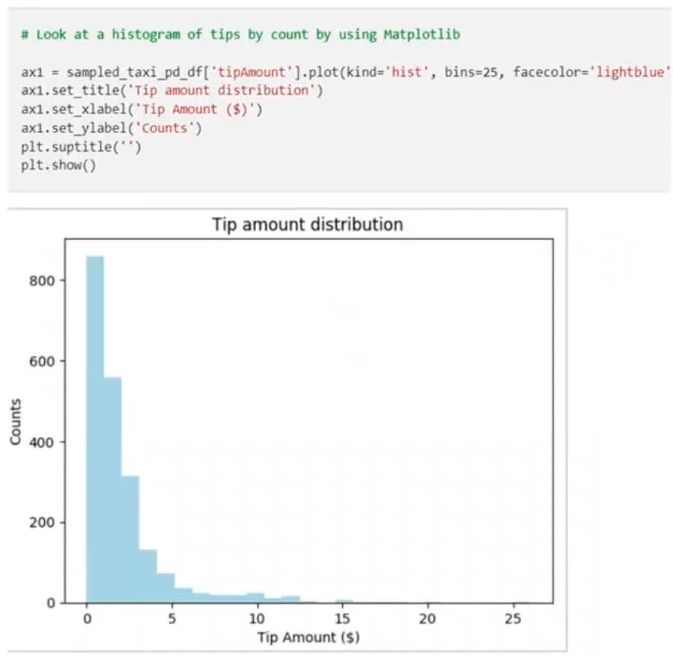 # Look at a histogram of tips by count by using Matplotlib
ax1 = sampled_taxi_pd_df['tipAmount'].plot(kind='hist', bins=25, facecolor='lightblue'
ax1.set_title('Tip amount distribution')
ax1.set_xlabel('Tip Amount ($)')
ax1.set_ylabel('Counts')
plt.suptitle('')
plt.show()
Tip amount distribution
800
600
400
200
0
Counts
0 5 10 15 20 25
Tip Amount ($)